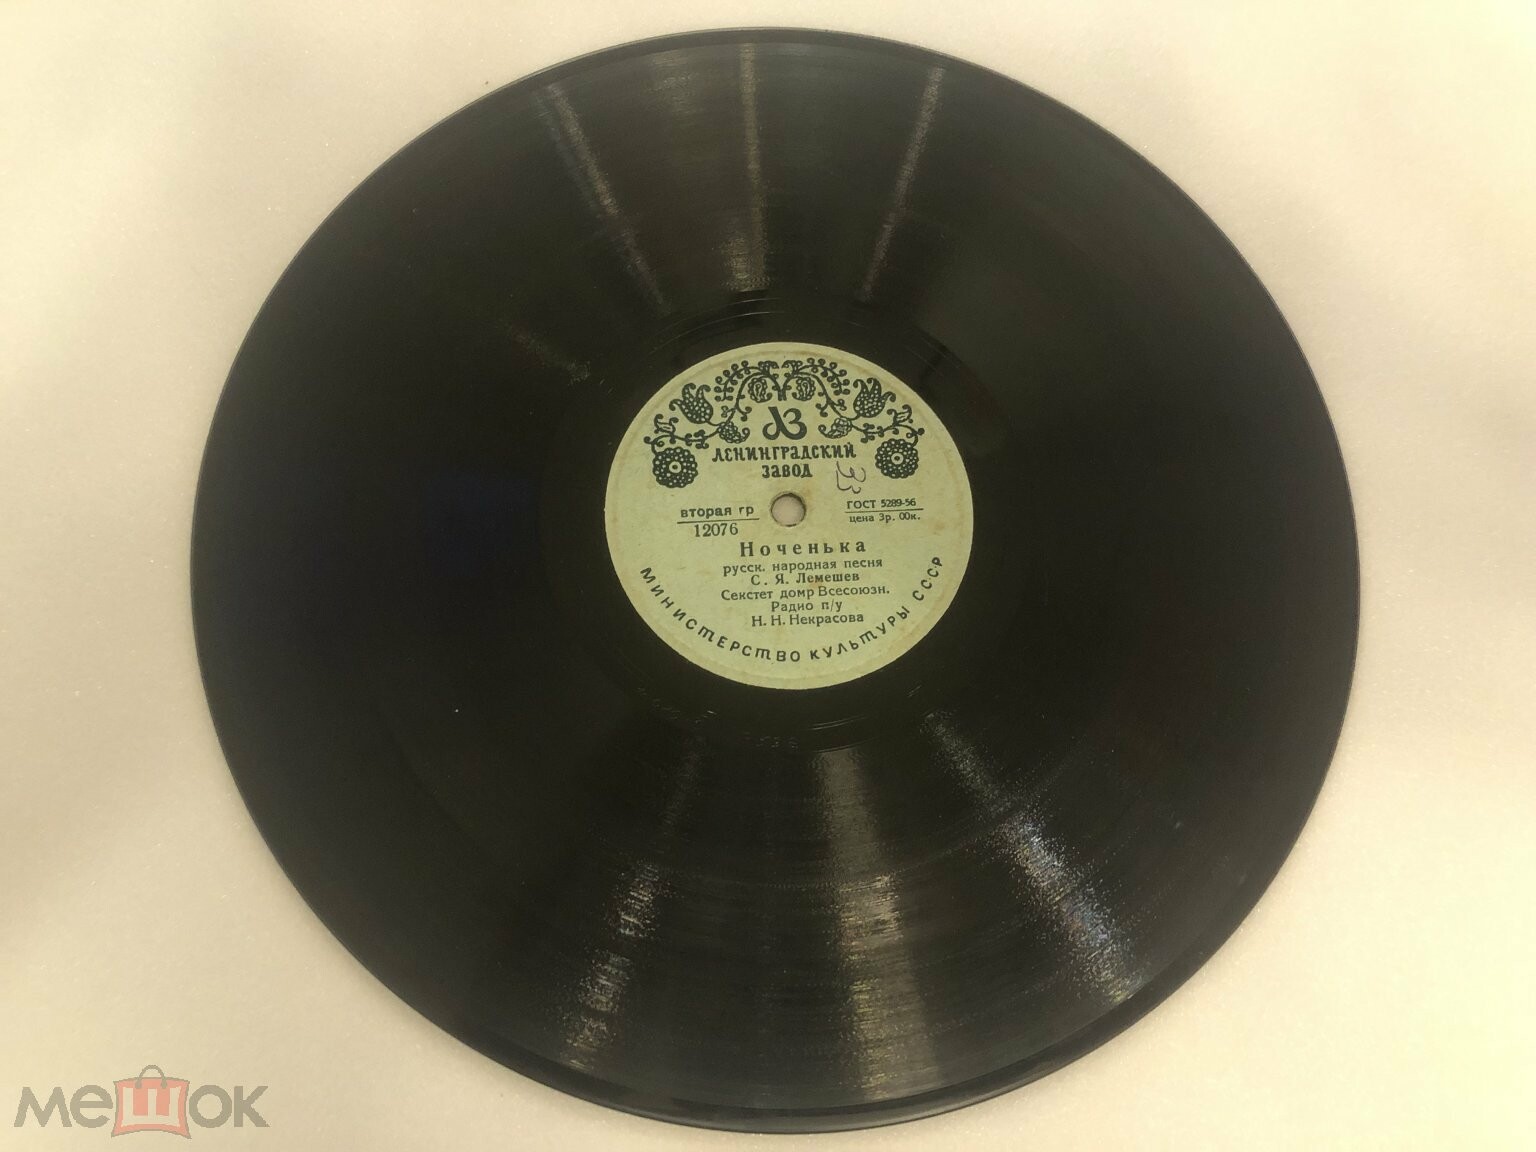 ЛЗ
ЛЕНИНГРАДСКИЙ
ЗАВОД
вторая гр
12076
ГОСТ 5289-56
цена 3р. 00к.
Ноченька
русск. народная песня
С. Я. Лемешев
Секстет домр Всесоюзн.
Радио п/у
Н. Н. Некрасова
МИНИСТЕРСТВО КУЛЬТУРЫ СССР
мешок